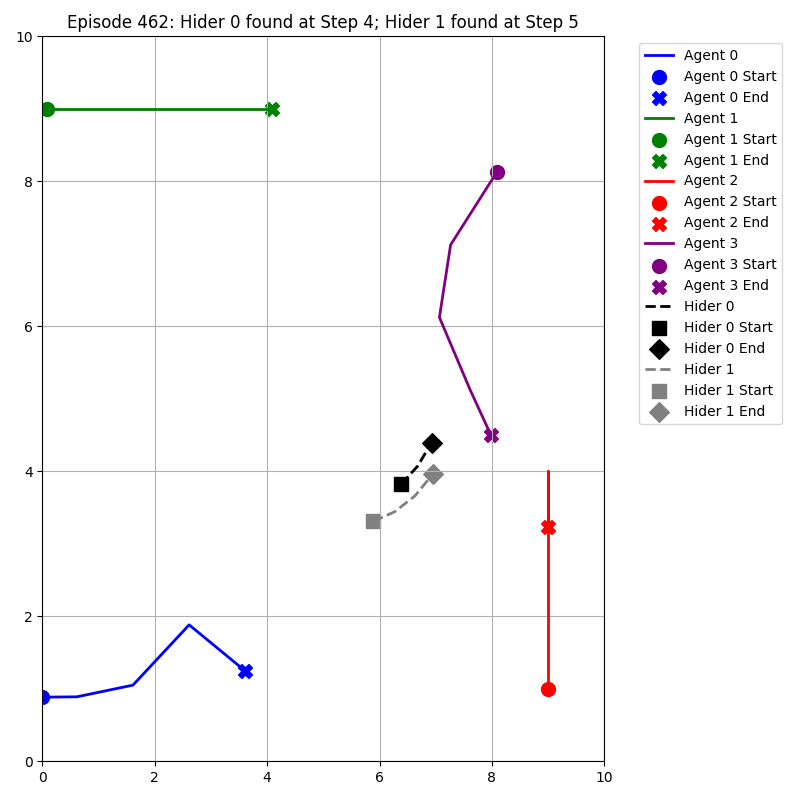 Episode 462: Hider 0 found at Step 4; Hider 1 found at Step 5
10
8
6
4
2
0
0 2 4 6 8 10
Agent 0
Agent 0 Start
Agent 0 End
Agent 1
Agent 1 Start
Agent 1 End
Agent 2
Agent 2 Start
Agent 2 End
Agent 3
Agent 3 Start
Agent 3 End
Hider 0
Hider 0 Start
Hider 0 End
Hider 1
Hider 1 Start
Hider 1 End